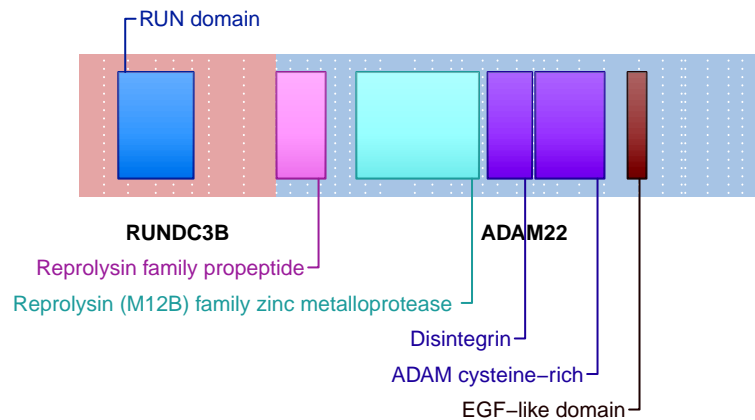 RUN domain
RUNDC3B
ADAM22
Reprolysin family propeptide
Reprolysin (M12B) family zinc metalloprotease
Disintegrin
ADAM cysteine−rich
EGF−like domain